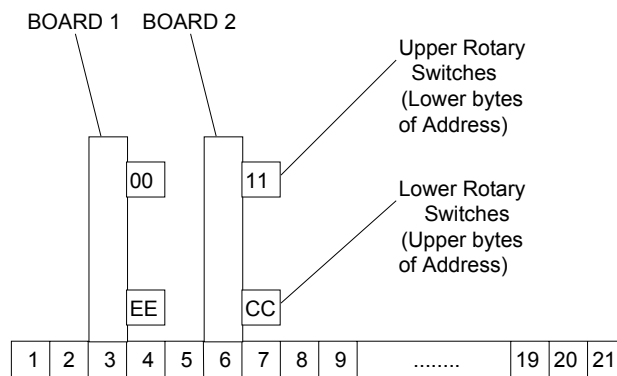 BOARD 1 BOARD 2
Upper Rotary
Switches
(Lower bytes
of Address)
00 11
Lower Rotary
Switches
(Upper bytes
of Address)
EE CC
1 2 3 4 5 6 7 8 9 ........ 19 20 21